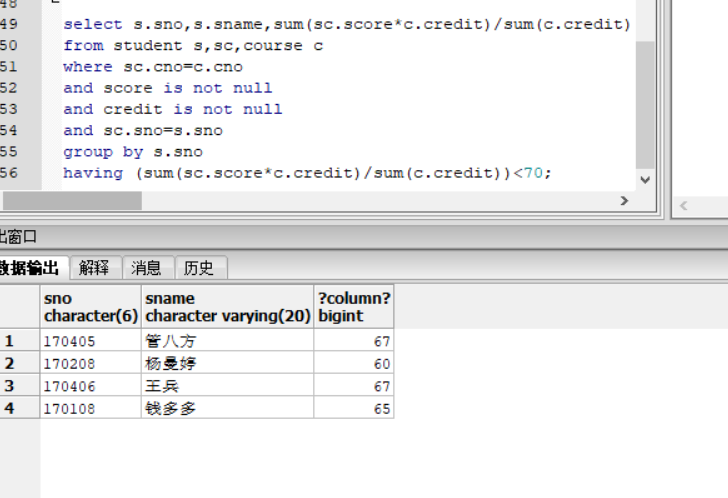 48
49 select s.sno,s.sname,sum(sc.score*c.credit)/sum(c.credit)
50 from student s,sc,course c
51 where sc.cno=c.cno
52 and score is not null
53 and credit is not null
54 and sc.sno=s.sno
55 group by s.sno
56 having (sum(sc.score*c.credit)/sum(c.credit))<70;
出窗口
数据输出 解释 消息 历史
sno sname ?column?
character(6) character varying(20) bigint
1 170405 管八方 67
2 170208 杨曼婷 60
3 170406 王兵 67
4 170108 钱多多 65